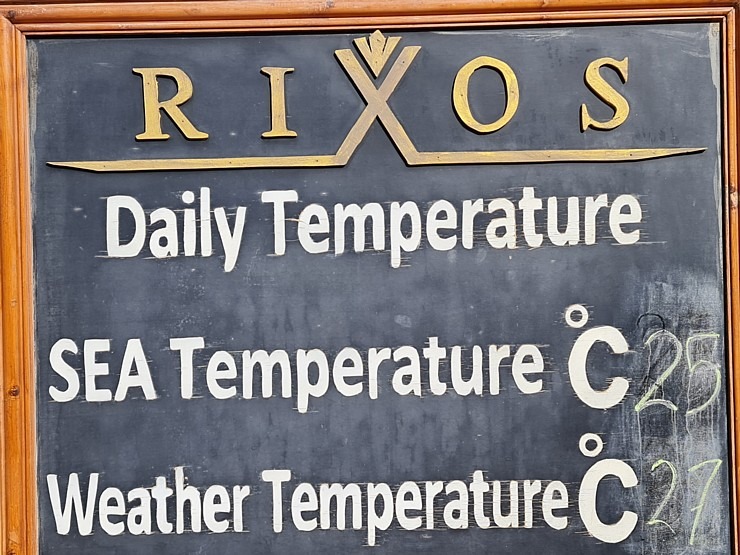 RIXOS
Daily Temperature
SEA Temperature °C 25
Weather Temperature °C 27